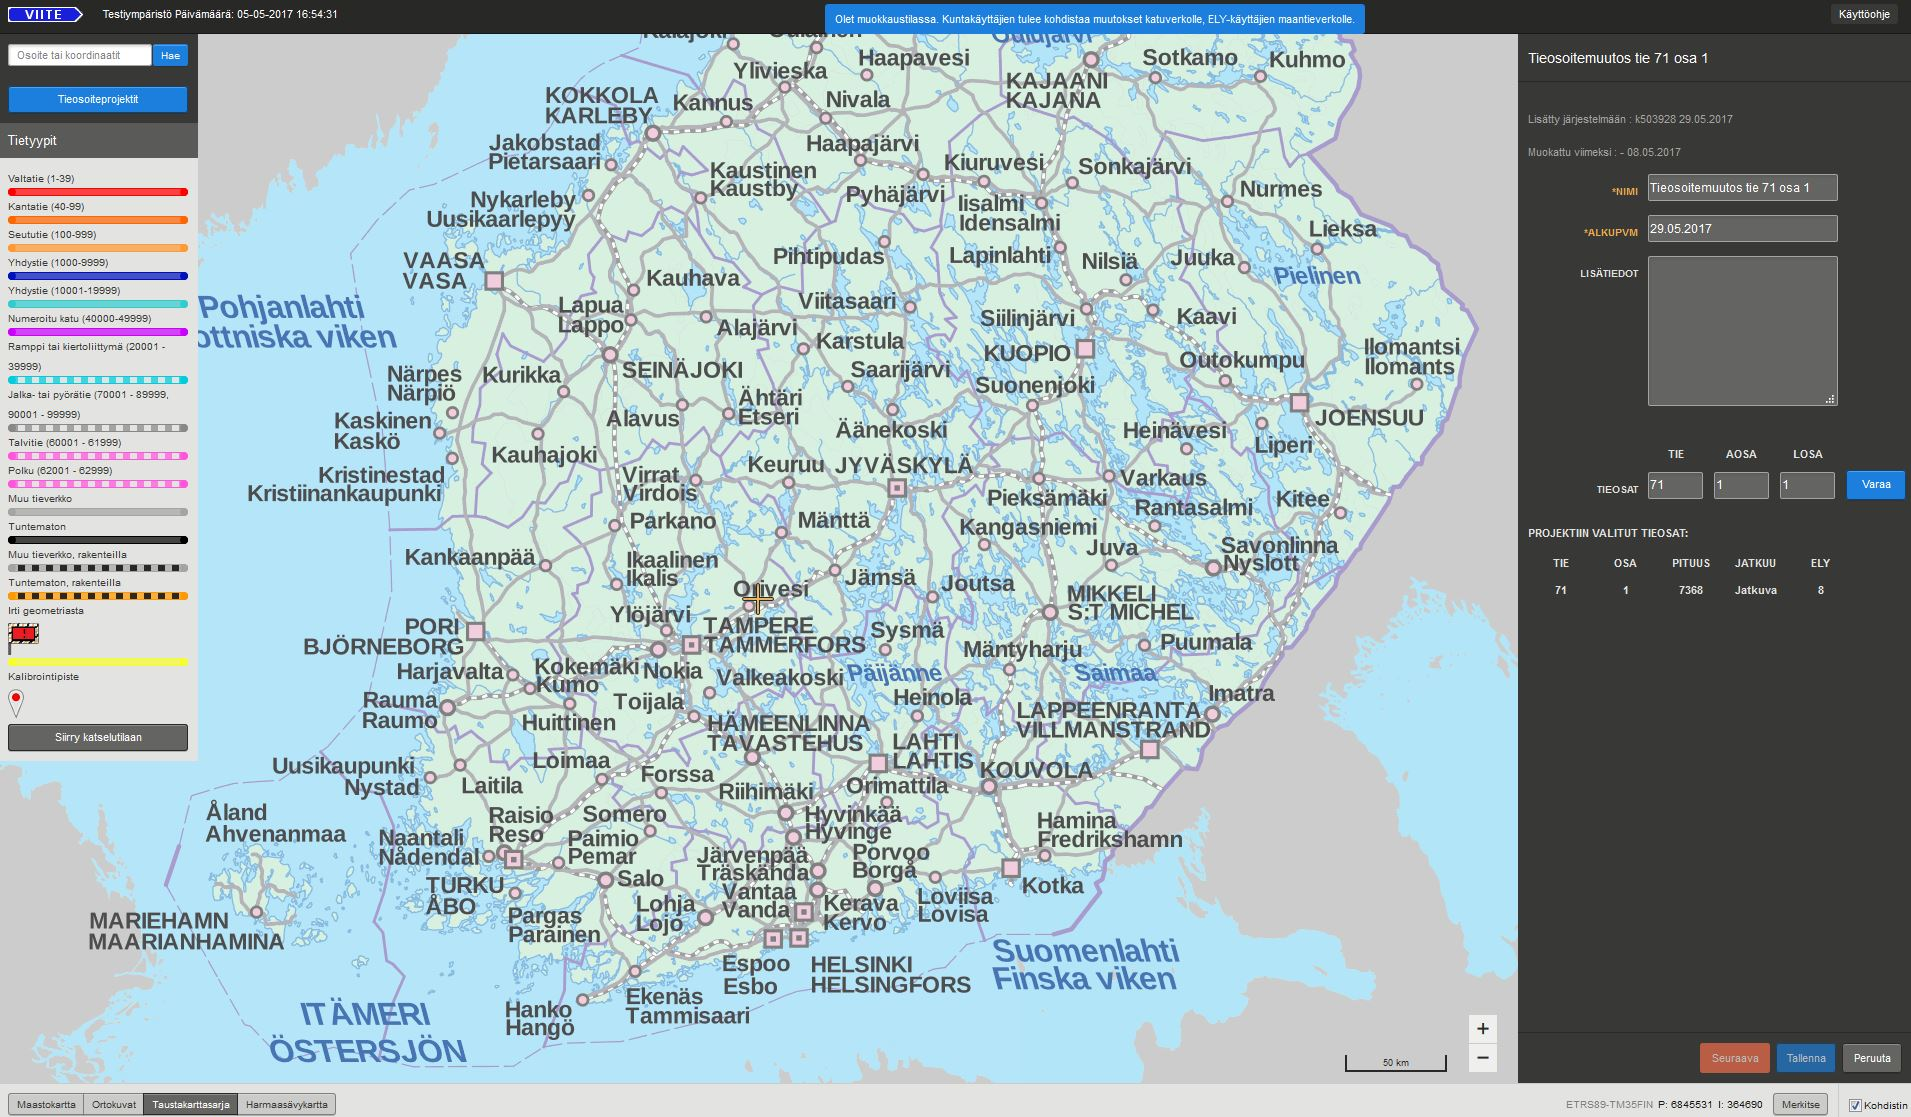 VIITE
Testiympäristö Päivämäärä: 05-05-2017 16:54:31
Olet muokkaustilassa. Kuntakäyttäjien tulee kohdistaa muutokset katuverkolle, ELY-käyttäjien maantieverkolle.
Käyttöohje
Osoite tai koordinaatit
Hae
Tieosoiteprojektit
Tietyypit
Valtatie (1-39)
Kantatie (40-99)
Seututie (100-999)
Yhdystie (1000-9999)
Yhdystie (10001-19999)
Numeroitu katu (40000-49999)
Ramppi tai kiertoliittymä (20001 -
39999)
Jalka- tai pyörätie (70001 - 89999,
90001 - 99999)
Talvitie (60001 - 61999)
Polku (62001 - 62999)
Muu tieverkko
Tuntematon
Muu tieverkko, rakenteilla
Tuntematon, rakenteilla
Irti geometriasta
Kalibrointipiste
Siirry katselutilaan
Oulujärvi
Haapavesi
Sotkamo
Kuhmo
Ylivieska
KAJAANI
KAJANA
KOKKOLA
KARLEBY
Kannus
Nivala
Jakobstad
Pietarsaari
Haapajärvi
Kaustinen
Kaustby
Kiuruvesi
Sonkajärvi
Nykarleby
Uusikaarlepyy
Pyhäjärvi
Iisalmi
Idensalmi
Nurmes
Lieksa
VAASA
VASA
Pihtipudas
Lapinlahti
Nilsiä
Juuka
Pielinen
Kauhava
Pohjanlahti
ottniska viken
Lapua
Lappo
Viitasaari
Alajärvi
Siilinjärvi
Kaavi
Karstula
KUOPIO
Outokumpu
Ilomantsi
Ilomants
Närpes
Närpiö
Kurikka
SEINÄJOKI
Saarijärvi
Suonenjoki
Ähtäri
Etseri
Kaskinen
Kaskö
Alavus
Äänekoski
Heinävesi
Liperi
JOENSUU
Kauhajoki
Kristinestad
Kristiinankaupunki
Virrat
Virdois
Keuruu
JYVÄSKYLÄ
Pieksämäki
Varkaus
Rantasalmi
Kitee
Parkano
Mänttä
Kangasniemi
Kankaanpää
Ikaalinen
Ikalis
Juva
Savonlinna
Nyslott
Orivesi
Jämsä
Joutsa
MIKKELI
S:T MICHEL
Ylöjärvi
PORI
BJÖRNEBORG
TAMPERE
TAMMERFORS
Sysmä
Mäntyharju
Puumala
Harjavalta
Kokemäki
Kumo
Nokia
Valkeakoski
Päijänne
Saimaa
Rauma
Raumo
Toijala
Heinola
Imatra
Huittinen
HÄMEENLINNA
TAVASTEHUS
LAPPEENRANTA
VILLMANSTRAND
LAHTI
LAHTIS
Uusikaupunki
Nystad
Loimaa
Forssa
KOUVOLA
Laitila
Riihimäki
Orimattila
Åland
Ahvenanmaa
Raisio
Reso
Somero
Hyvinkää
Hyvinge
Hamina
Fredrikshamn
Naantali
Nådendal
Paimio
Pemar
Järvenpää
Träskända
Porvoo
Borgå
TURKU
ÅBO
Salo
Vantaa
Vanda
Kotka
Kerava
Kervo
Loviisa
Lovisa
MARIEHAMN
MAARIANHAMINA
Pargas
Parainen
Lohja
Lojo
Espoo
Esbo
HELSINKI
HELSINGFORS
Suomenlahti
Finska viken
Hanko
Hangö
Ekenäs
Tammisaari
ITÄMERI
ÖSTERSJÖN
+
−
50 km
Tieosoitemuutos tie 71 osa 1
Lisätty järjestelmään : k503928 29.05.2017
Muokattu viimeksi : - 08.05.2017
*NIMI Tieosoitemuutos tie 71 osa 1
*ALKUPVM 29.05.2017
LISÄTIEDOT
TIE AOSA LOSA
TIEOSAT 71 1 1 Varaa
PROJEKTIIN VALITUT TIEOSAT:
TIE OSA PITUUS JATKUU ELY
71 1 7368 Jatkuva 8
Seuraava Tallenna Peruuta
Maastokartta Ortokuvat Taustakarttasarja Harmaasävykartta
ETRS89-TM35FIN P: 6845531 I: 364690 Merkitse Kohdistin